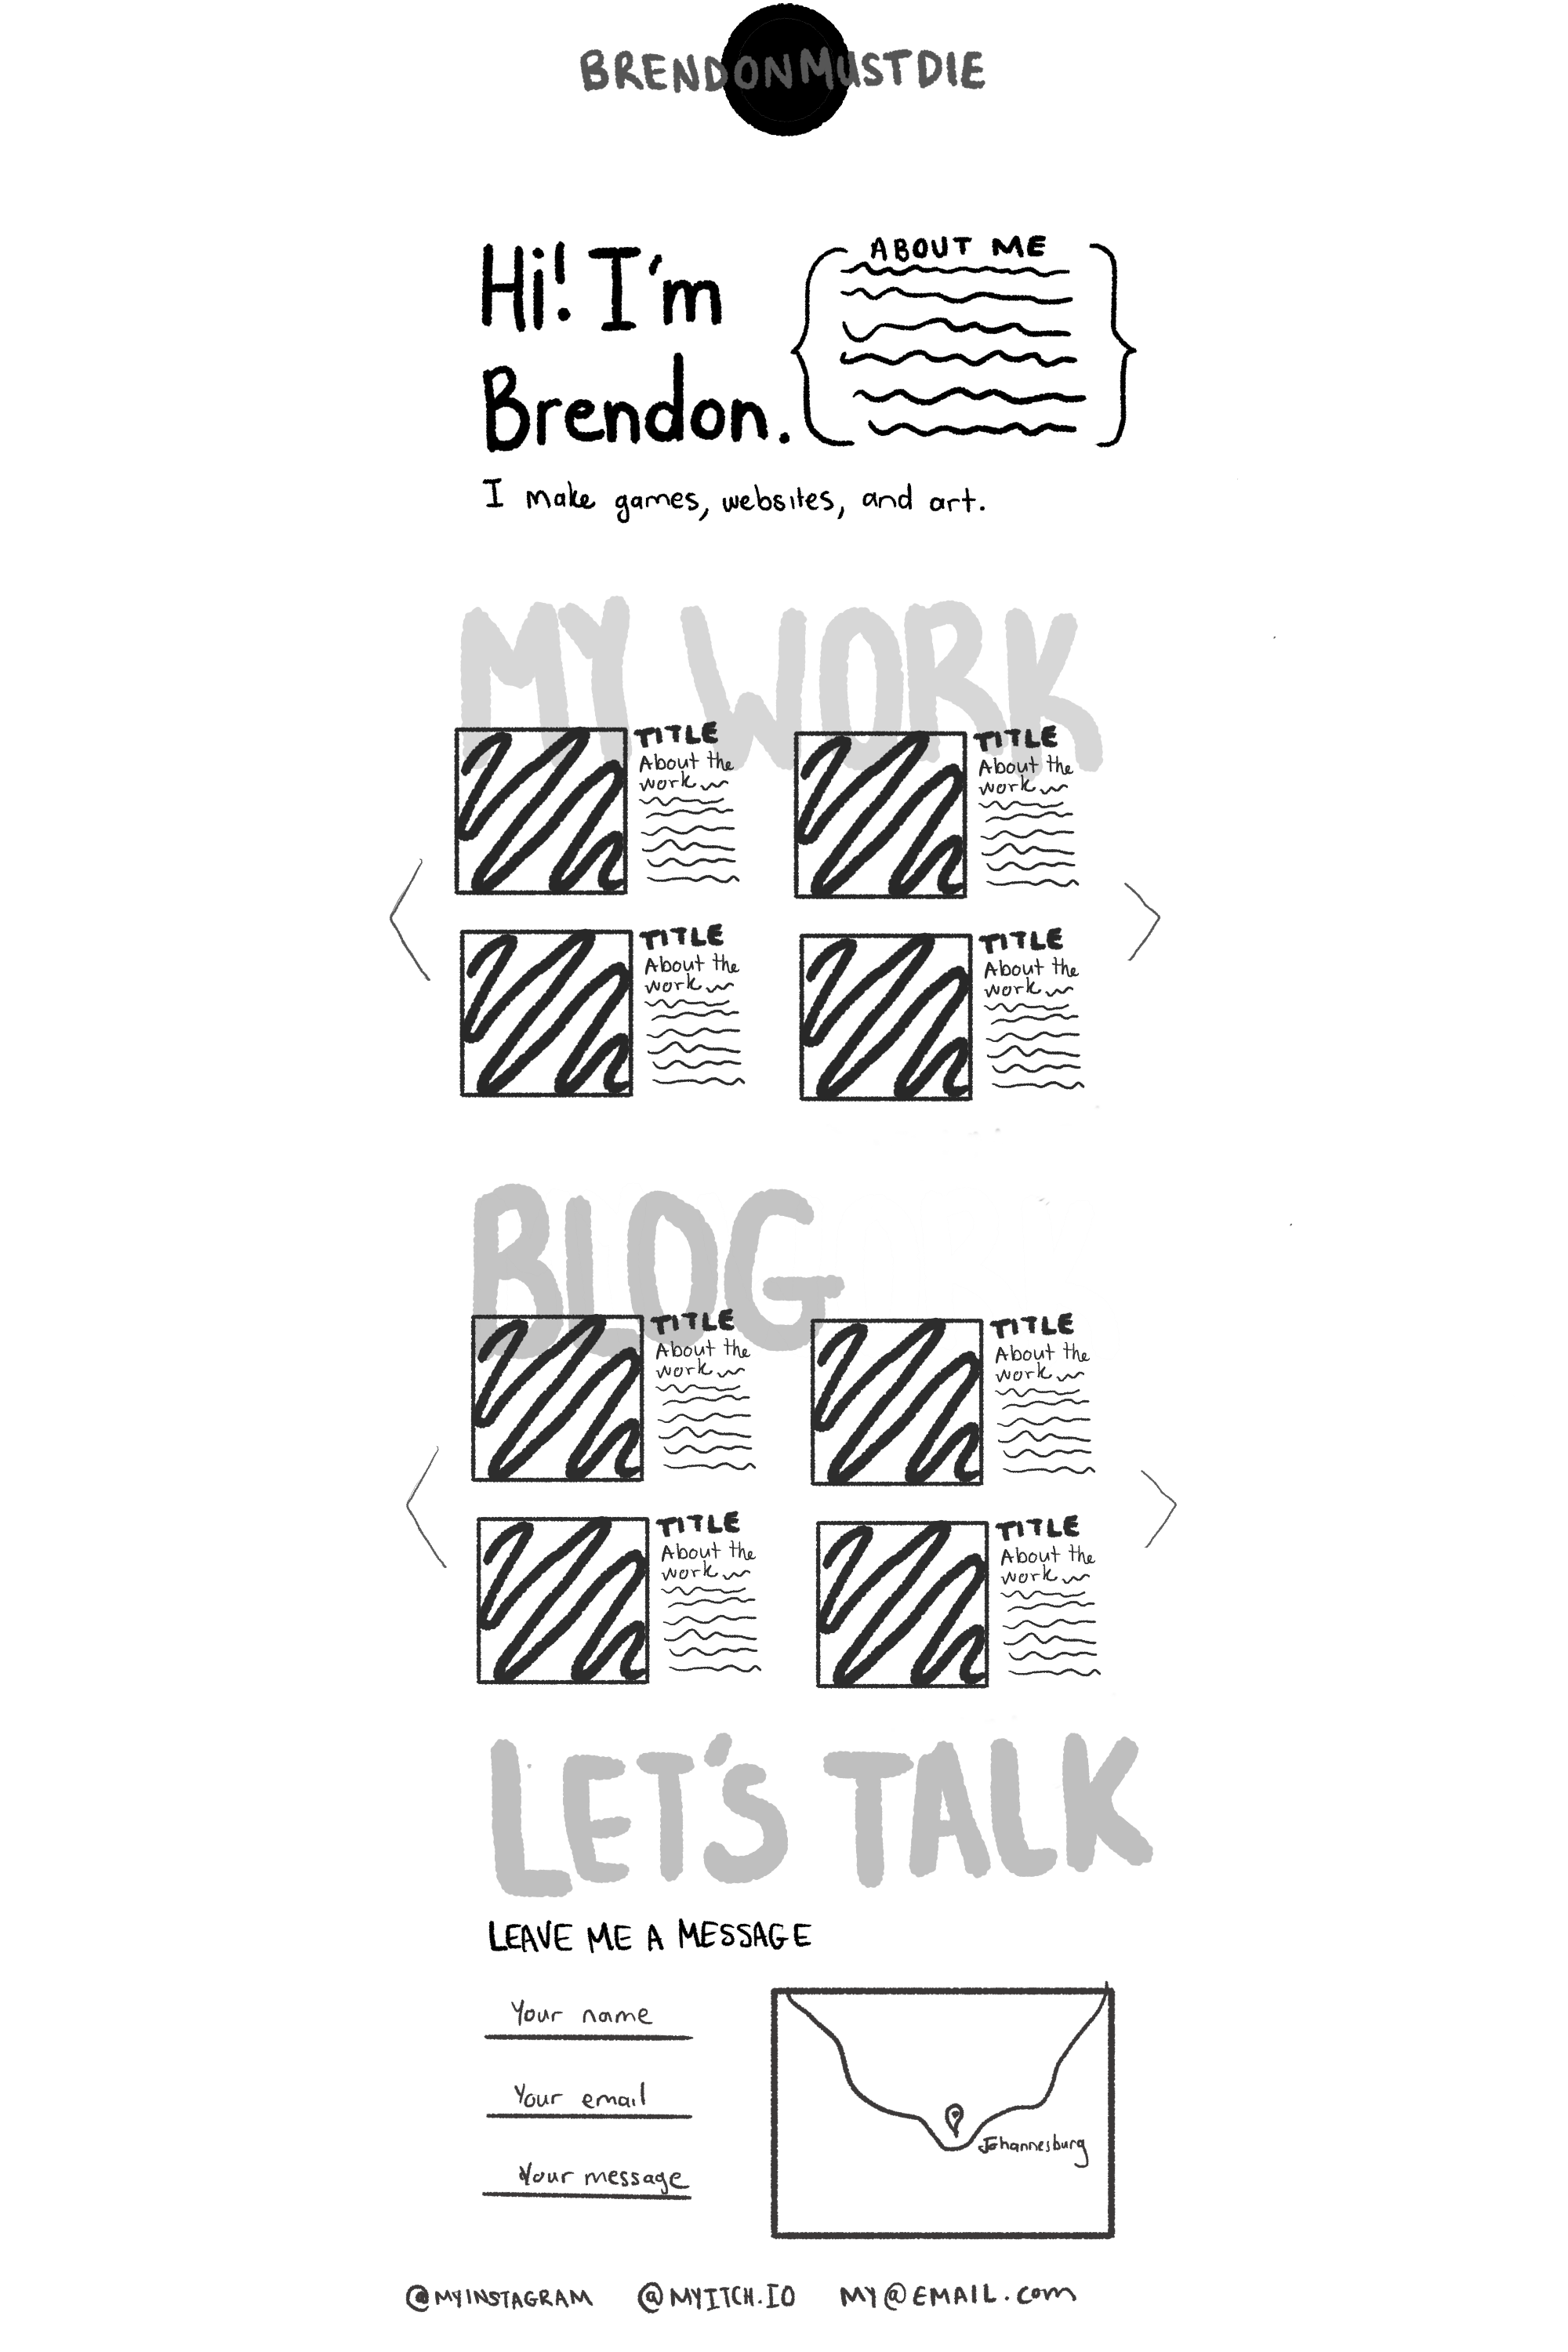 BRENDONMUSTDIE
Hi! I'm
Brendon.
I make games, websites, and art.
ABOUT ME
MY WORK
TITLE
About the
work
TITLE
About the
work
TITLE
About the
work
TITLE
About the
work
BLOG
TITLE
About the
work
TITLE
About the
work
TITLE
About the
work
TITLE
About the
work
LET'S TALK
LEAVE ME A MESSAGE
Your name
Your email
Your message
Johannesburg
@MYINSTAGRAM @MYITCH.IO MY@EMAIL.com